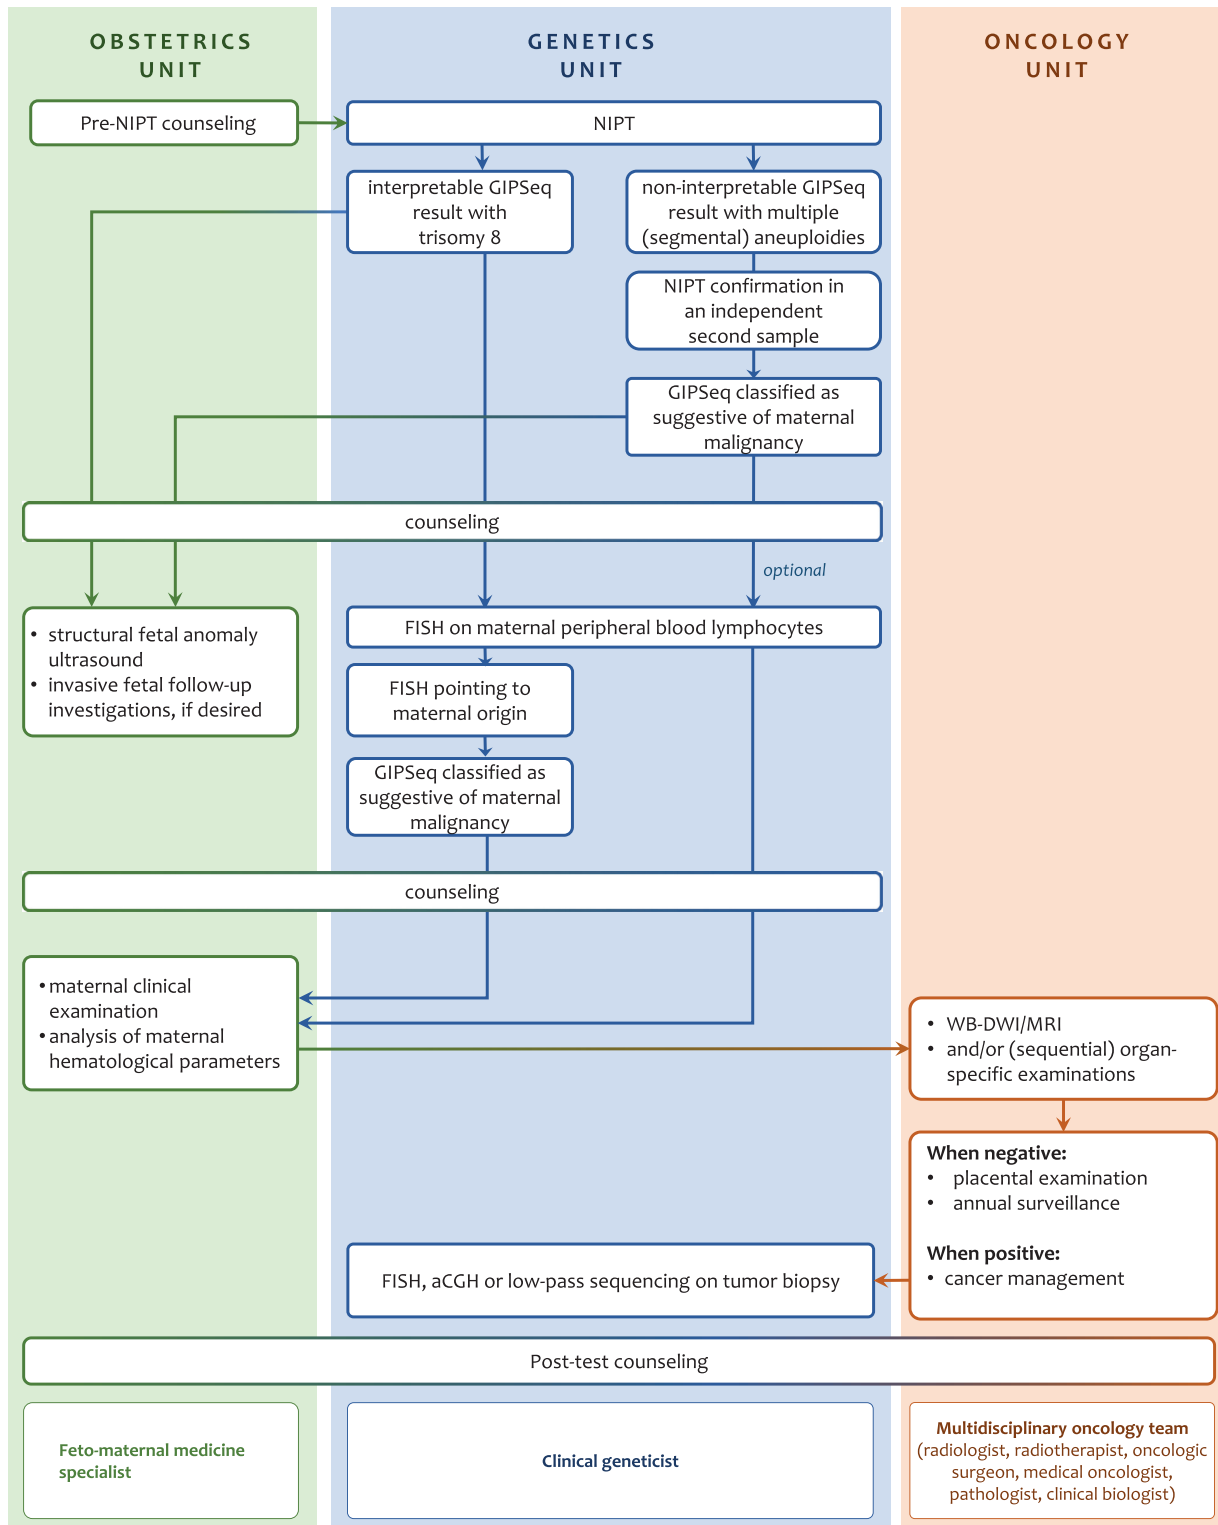 OBSTETRICS
UNIT
GENETICS
UNIT
ONCOLOGY
UNIT
Pre-NIPT counseling
NIPT
interpretable GIPSeq
result with
trisomy 8
non-interpretable GIPSeq
result with multiple
(segmental) aneuploidies
NIPT confirmation in
an independent
second sample
GIPSeq classified as
suggestive of maternal
malignancy
counseling
optional
• structural fetal anomaly
ultrasound
• invasive fetal follow-up
investigations, if desired
FISH on maternal peripheral blood lymphocytes
FISH pointing to
maternal origin
GIPSeq classified as
suggestive of maternal
malignancy
counseling
• maternal clinical
examination
• analysis of maternal
hematological parameters
• WB-DWI/MRI
• and/or (sequential) organ-
specific examinations
When negative:
• placental examination
• annual surveillance
When positive:
• cancer management
FISH, aCGH or low-pass sequencing on tumor biopsy
Post-test counseling
Feto-maternal medicine
specialist
Clinical geneticist
Multidisciplinary oncology team
(radiologist, radiotherapist, oncologic
surgeon, medical oncologist,
pathologist, clinical biologist)